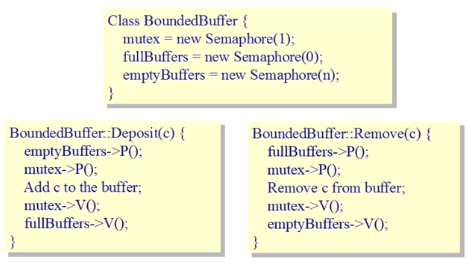 Class BoundedBuffer {
mutex = new Semaphore(1);
fullBuffers = new Semaphore(0);
emptyBuffers = new Semaphore(n);
}
BoundedBuffer::Deposit(c) {
emptyBuffers->P();
mutex->P();
Add c to the buffer;
mutex->V();
fullBuffers->V();
}
BoundedBuffer::Remove(c) {
fullBuffers->P();
mutex->P();
Remove c from buffer;
mutex->V();
emptyBuffers->V();
}